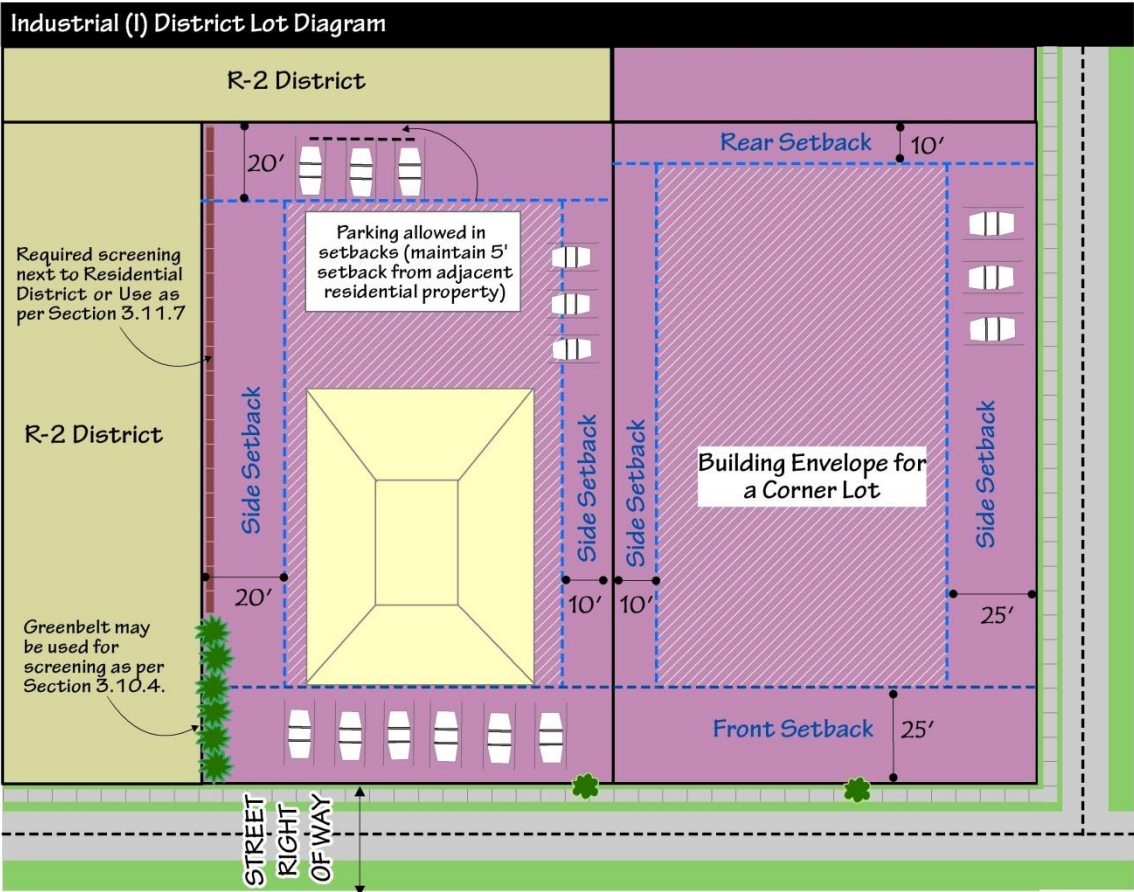 Industrial (I) District Lot Diagram
R-2 District
20'
Rear Setback
10'
Parking allowed in
setbacks (maintain 5'
setback from adjacent
residential property)
Required screening
next to Residential
District or Use as
per Section 3.11.7
R-2 District
Side Setback
Side Setback
Side Setback
Building Envelope for
a Corner Lot
Side Setback
20'
10'
10'
25'
Greenbelt may
be used for
screening as per
Section 3.10.4.
Front Setback
25'
STREET
RIGHT
OF WAY